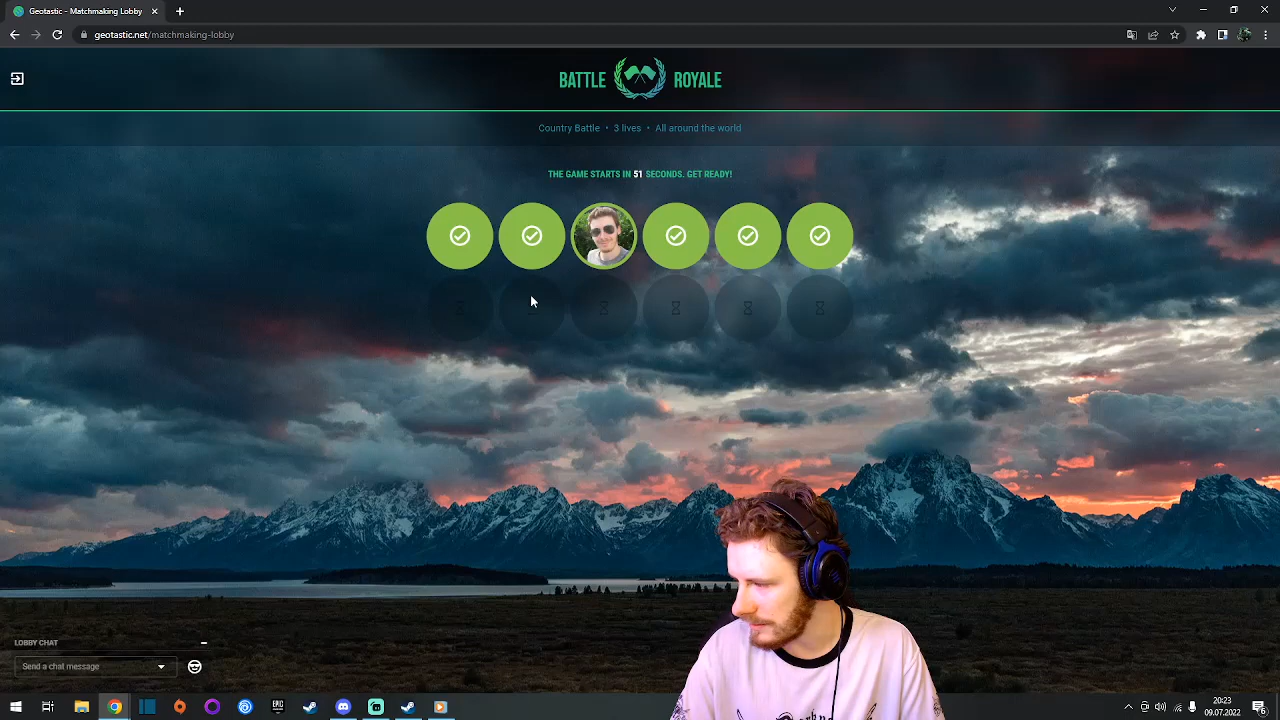 Geotastic - Matchmaking Lobby
geotastic.net/matchmaking-lobby
BATTLE ROYALE
Country Battle • 3 lives • All around the world
THE GAME STARTS IN 51 SECONDS. GET READY!
LOBBY CHAT
Send a chat message
EPIC
20:23
09.07.2022